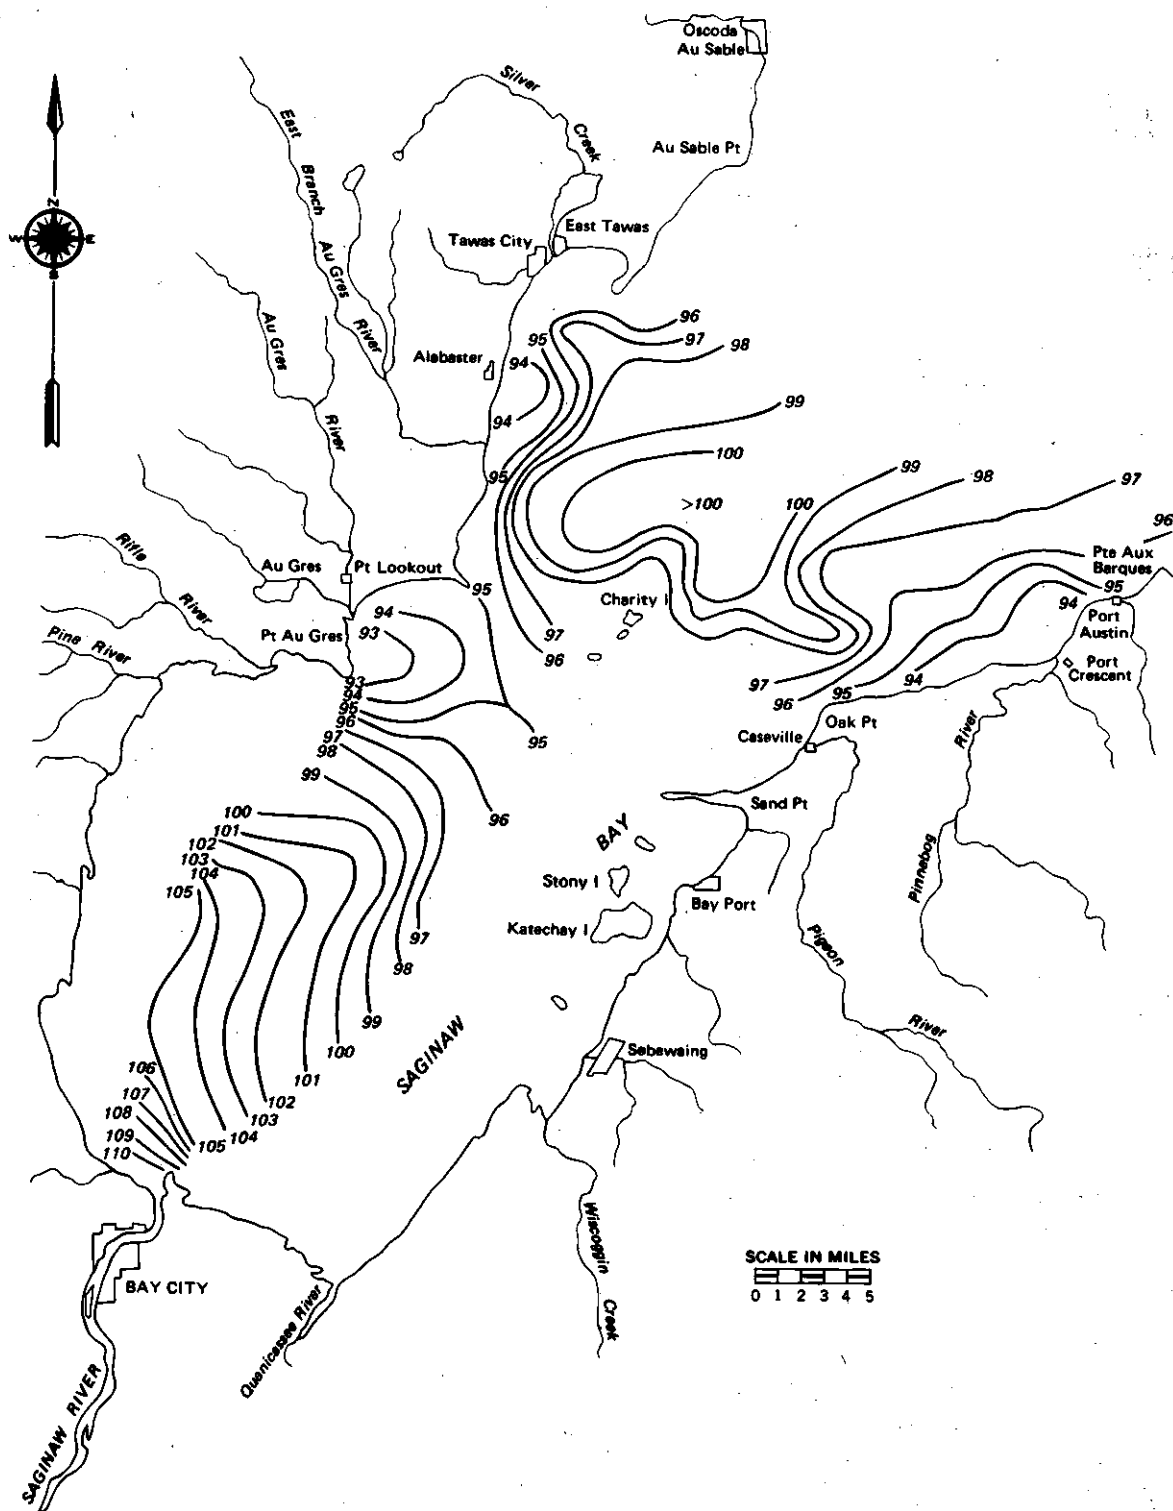 Oscoda
Au Sable
Silver
Creek
East
Branch
Au Gres
River
Au Sable Pt
N
W
E
S
East Tawas
Tawas City
Au Gres
River
Alabaster
96
97
98
95
94
94
99
95
100
99
98
97
>100
100
96
Pte Aux
Barques
95
94
Port
Austin
Port
Crescent
Rifle
River
Au Gres
Pt Lookout
95
94
93
Pt Au Gres
Pine River
Charity I
97
96
93
94
95
96
97
98
99
95
96
97
96
95
94
Oak Pt
Caseville
River
Pinnebog
Sand Pt
100
101
102
103
104
105
BAY
Stony I
Katechay I
Bay Port
97
98
99
100
101
102
103
104
105
Pigeon
River
SAGINAW
Sebewaing
106
107
108
109
110
Wiscoggin
Creek
BAY CITY
Quanicassee River
SAGINAW RIVER
SCALE IN MILES
0 1 2 3 4 5